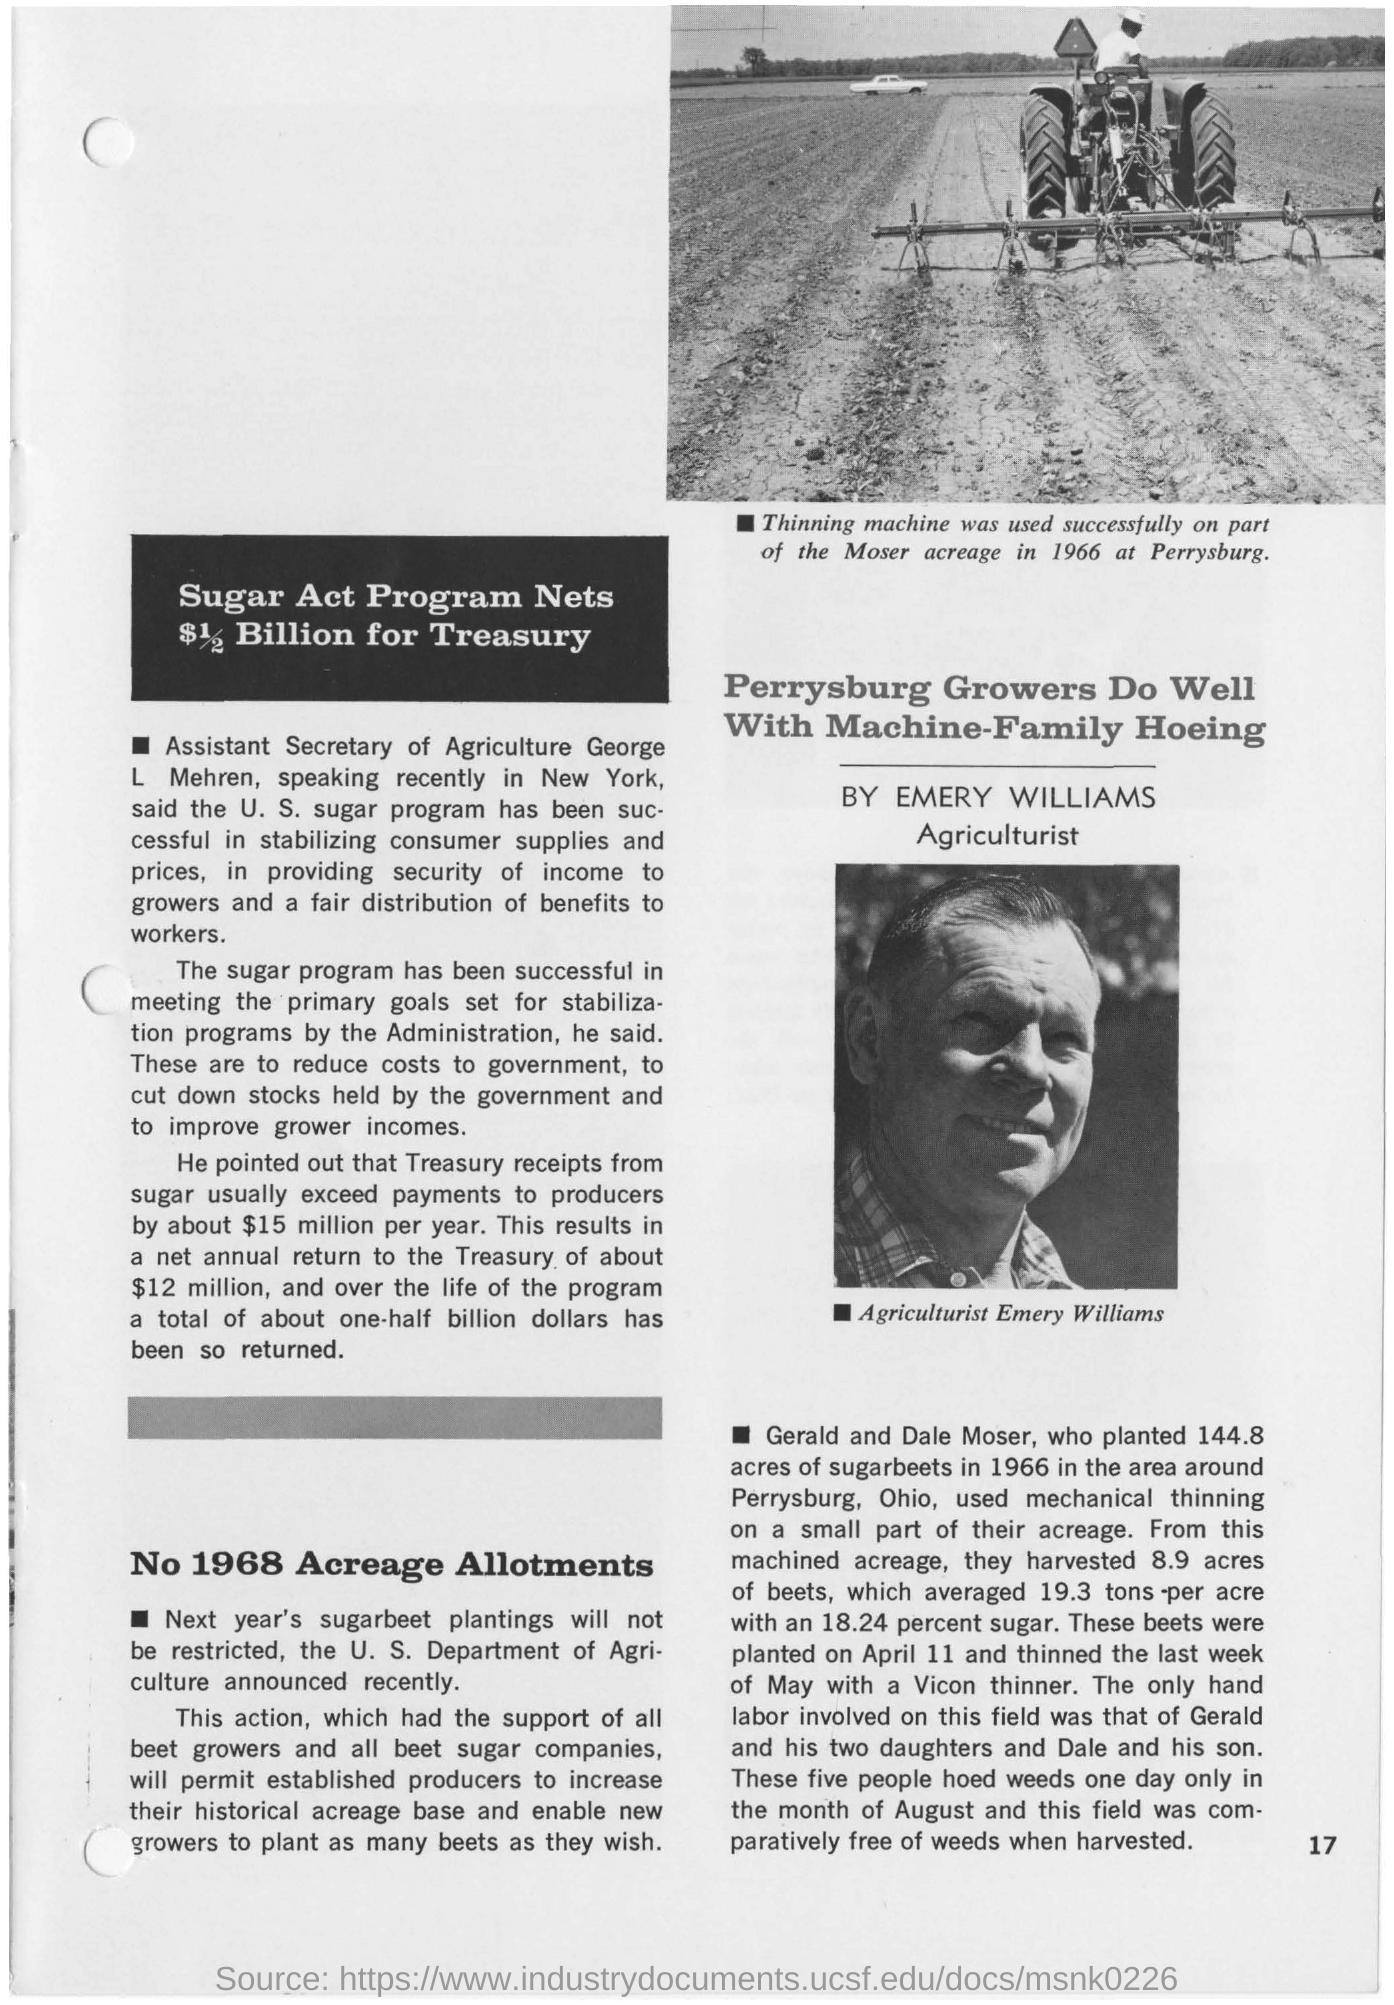 ■ Thinning machine was used successfully on part
of the Moser acreage in 1966 at Perrysburg.
Sugar Act Program Nets
$½ Billion for Treasury
■ Assistant Secretary of Agriculture George
L Mehren, speaking recently in New York,
said the U. S. sugar program has been suc-
cessful in stabilizing consumer supplies and
prices, in providing security of income to
growers and a fair distribution of benefits to
workers.
The sugar program has been successful in
meeting the primary goals set for stabiliza-
tion programs by the Administration, he said.
These are to reduce costs to government, to
cut down stocks held by the government and
to improve grower incomes.
He pointed out that Treasury receipts from
sugar usually exceed payments to producers
by about $15 million per year. This results in
a net annual return to the Treasury of about
$12 million, and over the life of the program
a total of about one-half billion dollars has
been so returned.
No 1968 Acreage Allotments
■ Next year's sugarbeet plantings will not
be restricted, the U. S. Department of Agri-
culture announced recently.
This action, which had the support of all
beet growers and all beet sugar companies,
will permit established producers to increase
their historical acreage base and enable new
growers to plant as many beets as they wish.
Perrysburg Growers Do Well
With Machine-Family Hoeing
BY EMERY WILLIAMS
Agriculturist
■ Agriculturist Emery Williams
■ Gerald and Dale Moser, who planted 144.8
acres of sugarbeets in 1966 in the area around
Perrysburg, Ohio, used mechanical thinning
on a small part of their acreage. From this
machined acreage, they harvested 8.9 acres
of beets, which averaged 19.3 tons -per acre
with an 18.24 percent sugar. These beets were
planted on April 11 and thinned the last week
of May with a Vicon thinner. The only hand
labor involved on this field was that of Gerald
and his two daughters and Dale and his son.
These five people hoed weeds one day only in
the month of August and this field was com-
paratively free of weeds when harvested.
17
Source: https://www.industrydocuments.ucsf.edu/docs/msnk0226